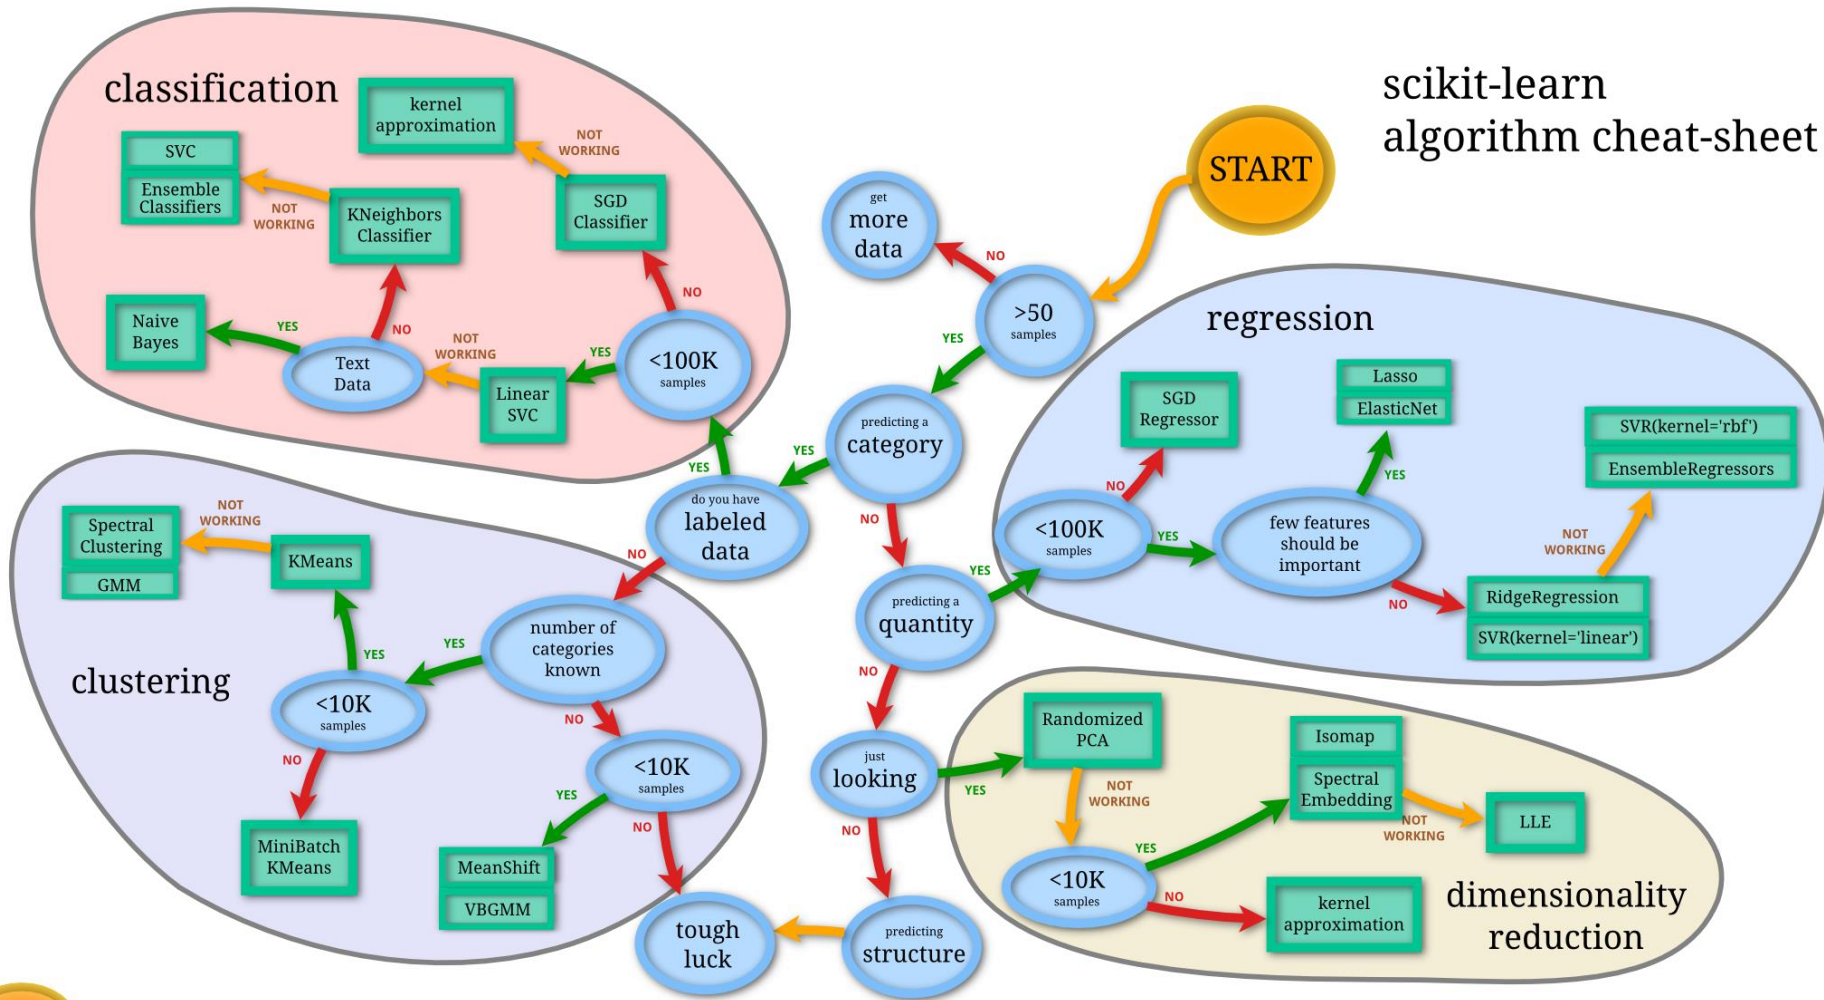 scikit-learn
algorithm cheat-sheet
START
get
more
data
NO
>50
samples
YES
predicting a
category
YES
NO
do you have
labeled
data
YES
NO
predicting a
quantity
YES
NO
just
looking
YES
NO
predicting
structure
tough
luck
classification
kernel
approximation
NOT
WORKING
SVC
Ensemble
Classifiers
NOT
WORKING
KNeighbors
Classifier
SGD
Classifier
NO
Naive
Bayes
YES
NO
Text
Data
NOT
WORKING
Linear
SVC
YES
<100K
samples
regression
SGD
Regressor
NO
<100K
samples
YES
Lasso
ElasticNet
YES
few features
should be
important
NO
SVR(kernel='rbf')
EnsembleRegressors
NOT
WORKING
RidgeRegression
SVR(kernel='linear')
clustering
Spectral
Clustering
GMM
NOT
WORKING
KMeans
YES
<10K
samples
YES
number of
categories
known
NO
NO
MiniBatch
KMeans
<10K
samples
YES
NO
MeanShift
VBGMM
dimensionality
reduction
Randomized
PCA
NOT
WORKING
<10K
samples
YES
NO
Isomap
Spectral
Embedding
NOT
WORKING
LLE
kernel
approximation